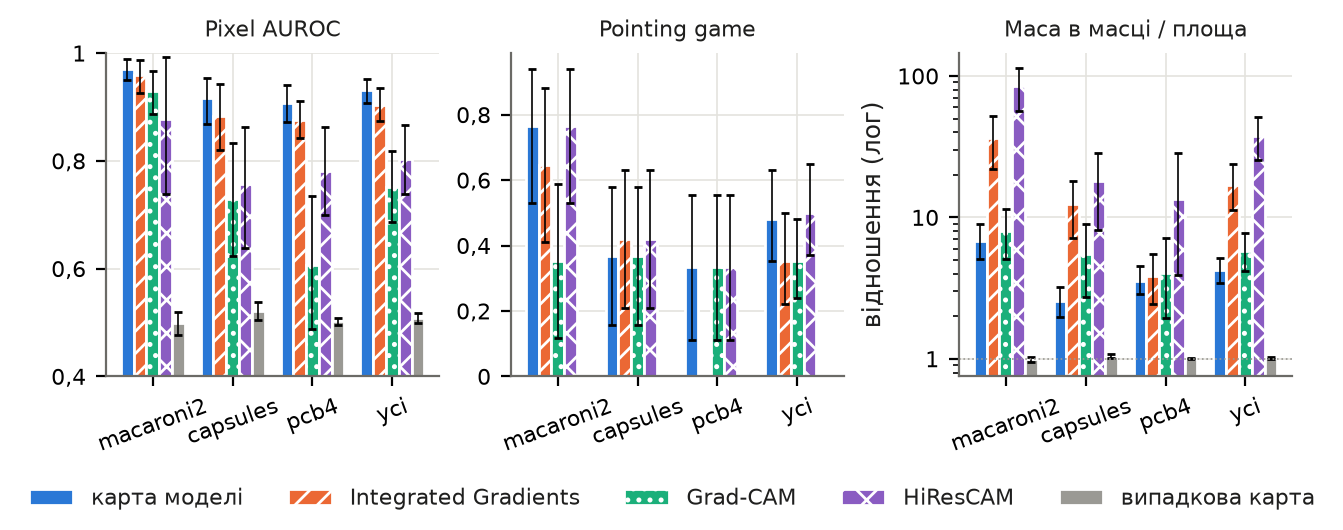 Pixel AUROC
1
0,8
0,6
0,4
macaroni2
capsules
pcb4
усі
Pointing game
0,8
0,6
0,4
0,2
0
macaroni2
capsules
pcb4
усі
Маса в масці / площа
відношення (лог)
100
10
1
macaroni2
capsules
pcb4
усі
карта моделі
Integrated Gradients
Grad-CAM
HiResCAM
випадкова карта